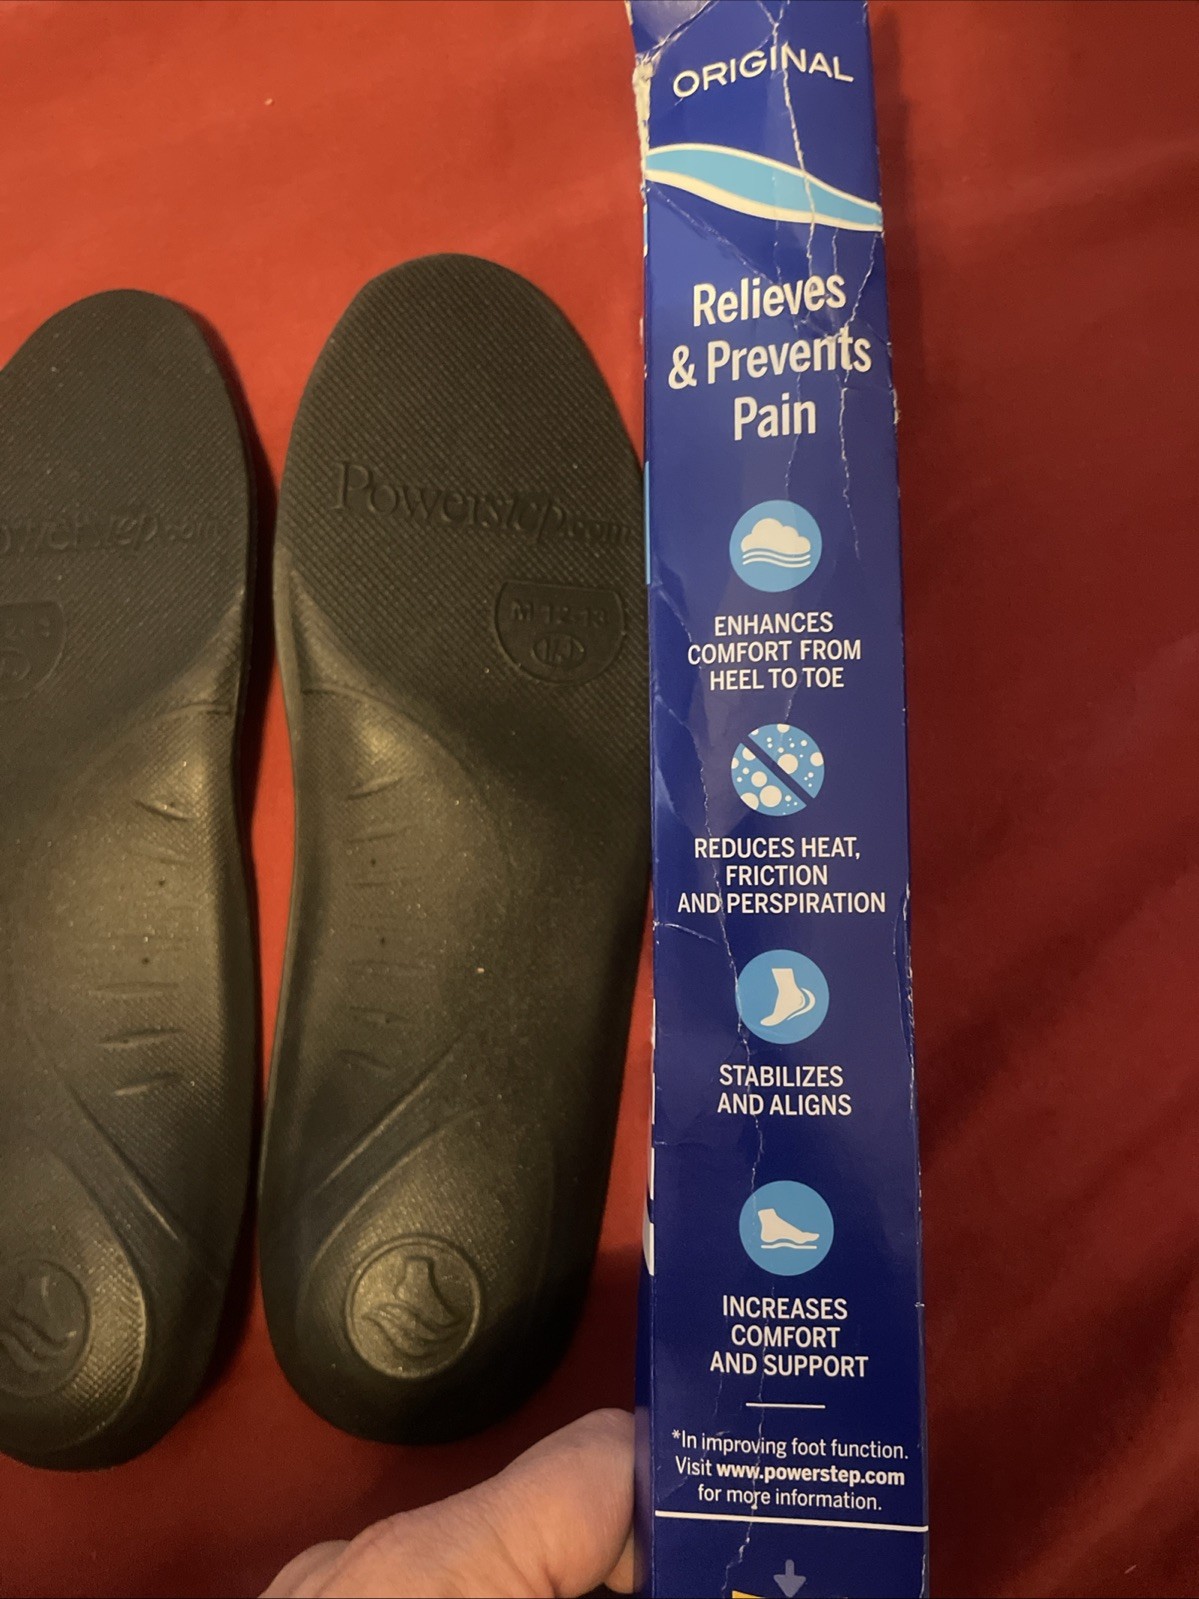 Powerstep.com
M 12-13
ORIGINAL
Relieves
& Prevents
Pain
ENHANCES
COMFORT FROM
HEEL TO TOE
REDUCES HEAT,
FRICTION
AND PERSPIRATION
STABILIZES
AND ALIGNS
INCREASES
COMFORT
AND SUPPORT
*In improving foot function.
Visit www.powerstep.com
for more information.